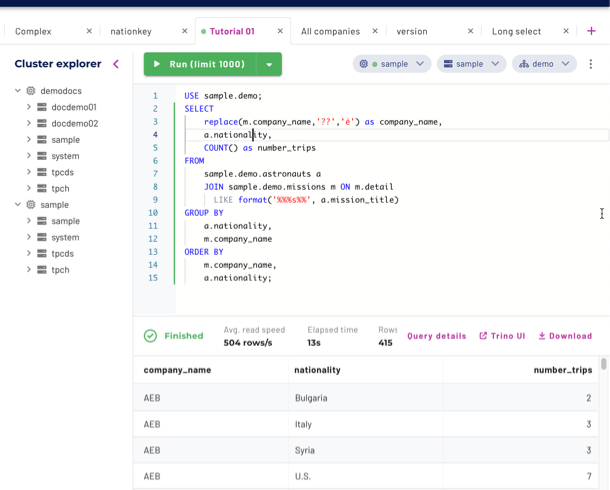 Complex × nationkey × Tutorial 01 × All companies × version × Long select × +
Cluster explorer
Run (limit 1000)
sample sample demo
demodocs
docdemo01
docdemo02
sample
system
tpcds
tpch
sample
sample
system
tpcds
tpch
1 USE sample.demo;
2 SELECT
3 replace(m.company_name,'??','é') as company_name,
4 a.nationality,
5 COUNT() as number_trips
6 FROM
7 sample.demo.astronauts a
8 JOIN sample.demo.missions m ON m.detail
9 LIKE format('%%%s%%', a.mission_title)
10 GROUP BY
11 a.nationality,
12 m.company_name
13 ORDER BY
14 m.company_name,
15 a.nationality;
Finished
Avg. read speed Elapsed time Rows
504 rows/s 13s 415
Query details Trino UI Download
company_name nationality number_trips
AEB Bulgaria 2
AEB Italy 3
AEB Syria 3
AEB U.S. 7